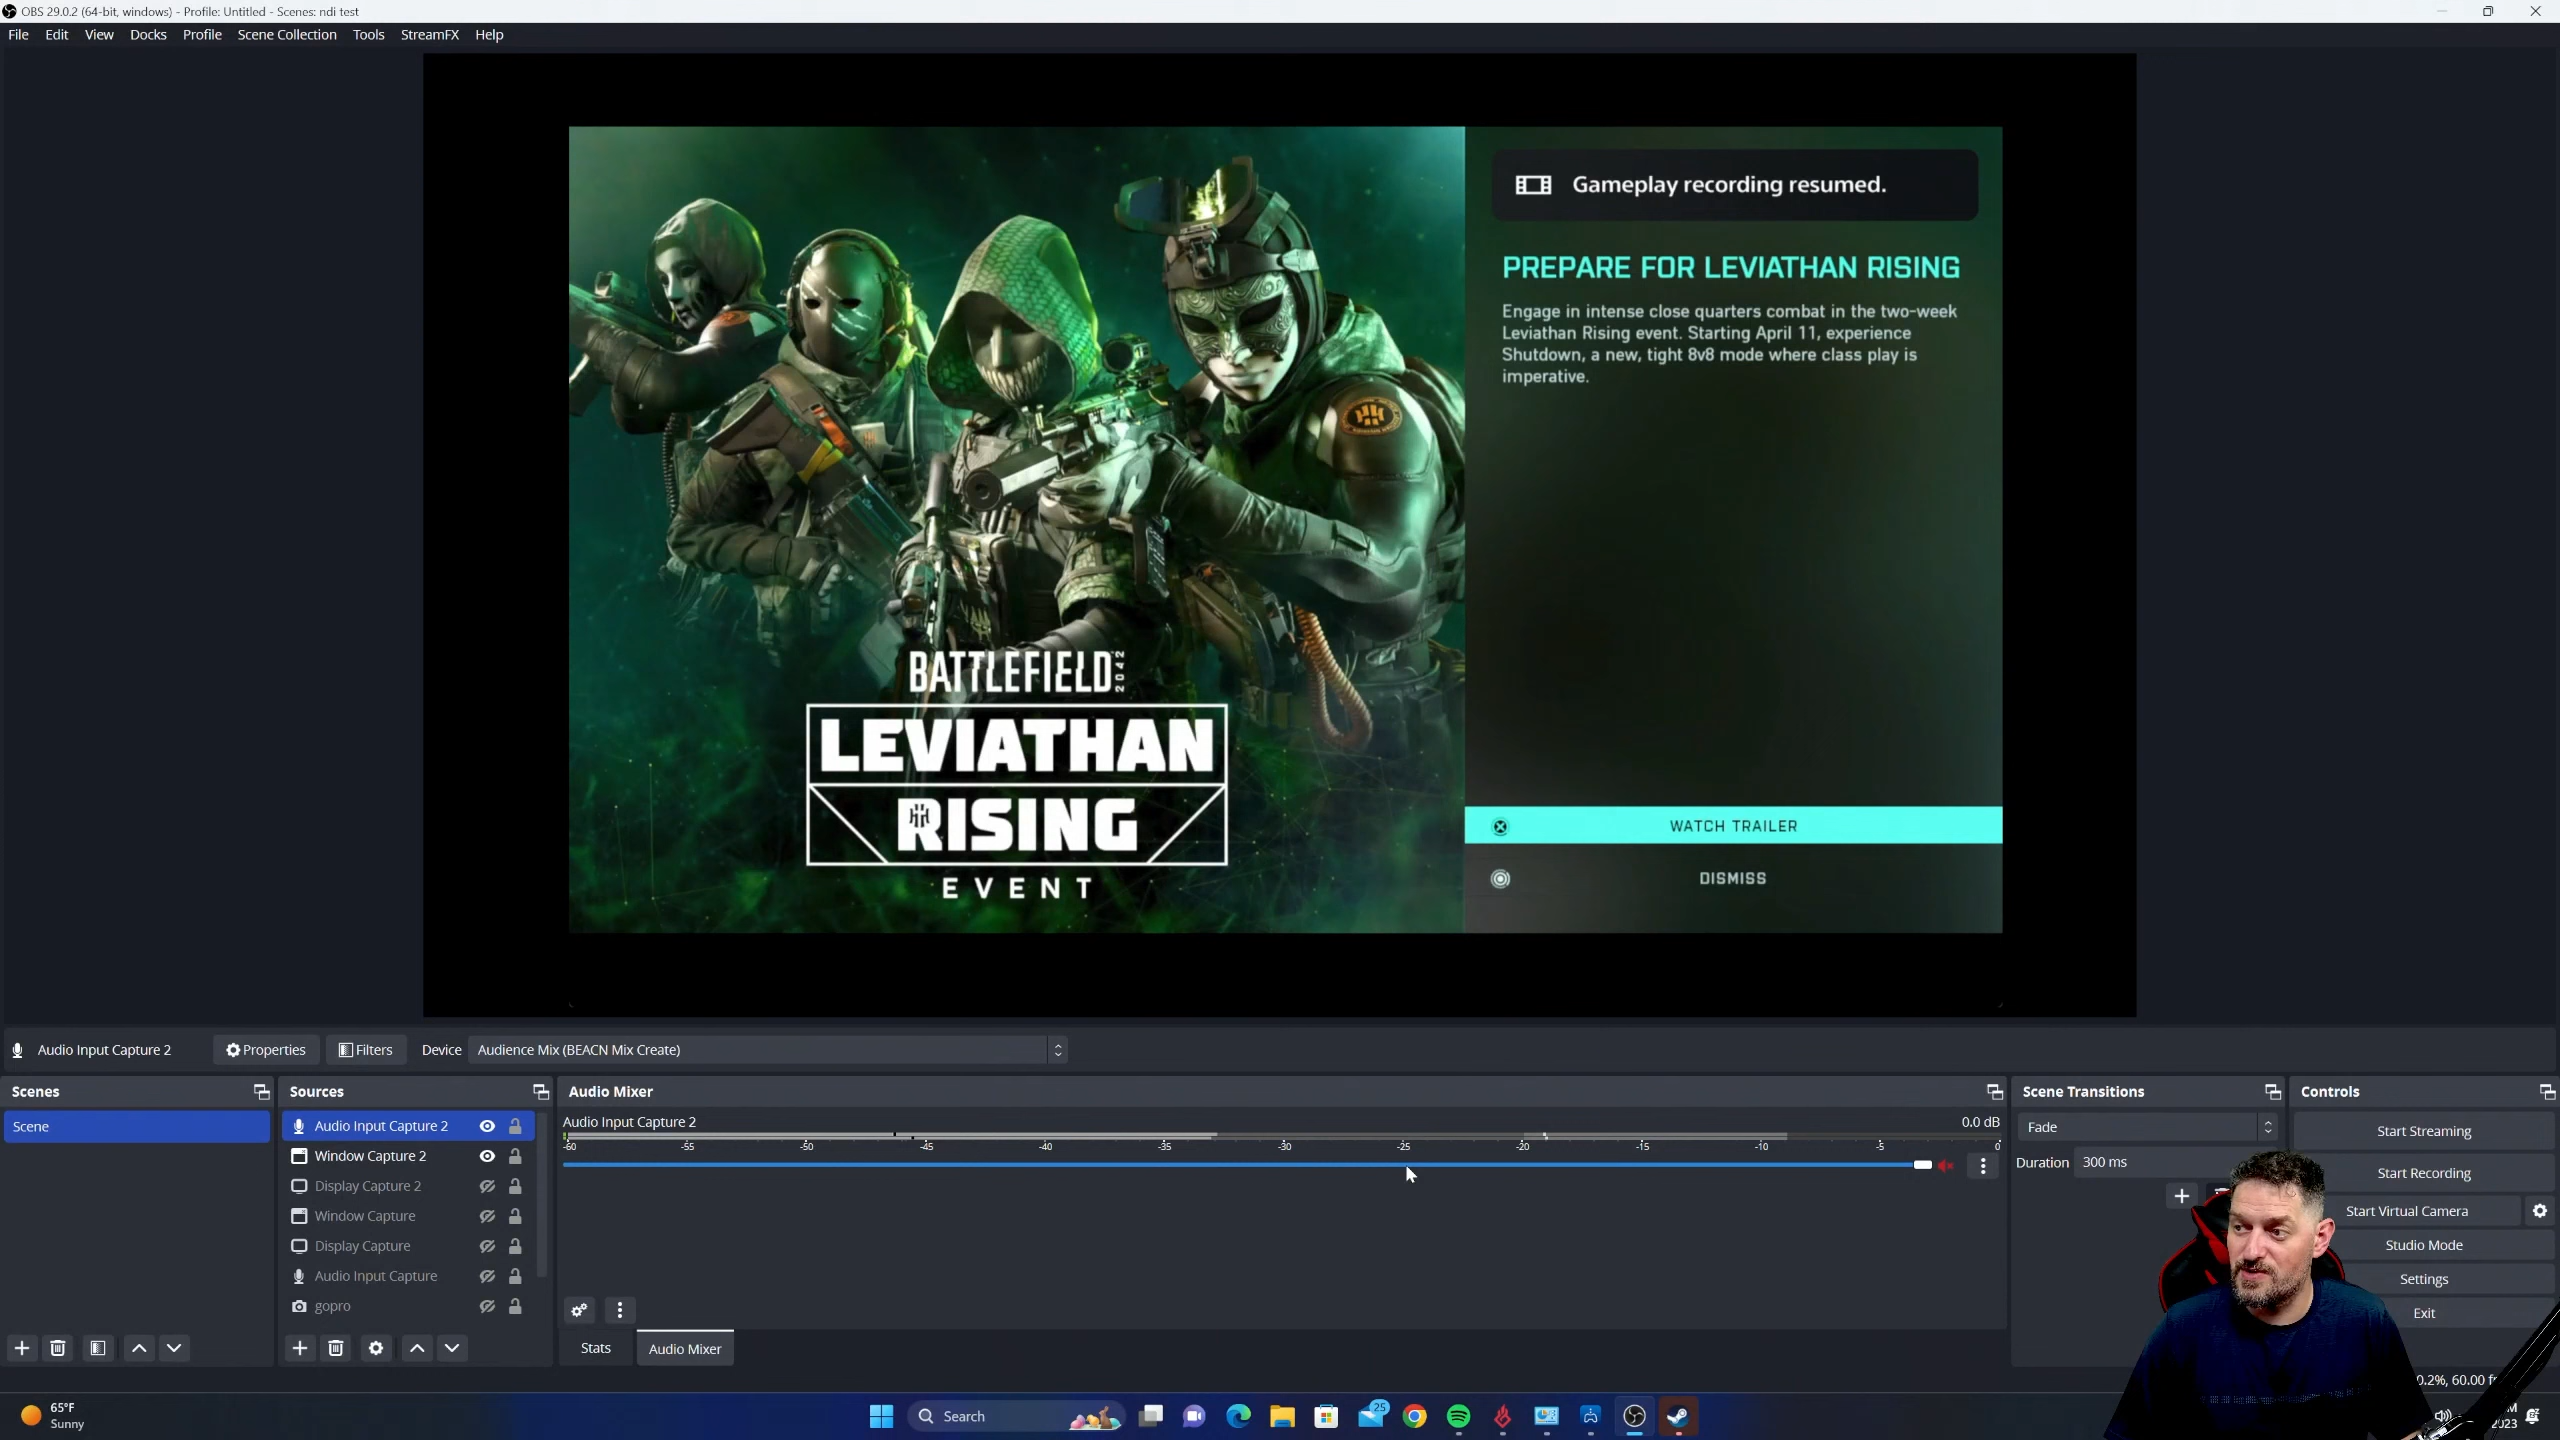 OBS 29.0.2 (64-bit, windows) - Profile: Untitled - Scenes: ndi test
File Edit View Docks Profile Scene Collection Tools StreamFX Help
Gameplay recording resumed.
PREPARE FOR LEVIATHAN RISING
Engage in intense close quarters combat in the two-week
Leviathan Rising event. Starting April 11, experience
Shutdown, a new, tight 8v8 mode where class play is
imperative.
BATTLEFIELD 2042
LEVIATHAN
RISING
EVENT
WATCH TRAILER
DISMISS
Audio Input Capture 2 Properties Filters Device Audience Mix (BEACN Mix Create)
Scenes
Scene
Sources
Audio Input Capture 2
Window Capture 2
Display Capture 2
Window Capture
Display Capture
Audio Input Capture
gopro
Audio Mixer
Audio Input Capture 2 0.0 dB
-60 -55 -50 -45 -40 -35 -30 -25 -20 -15 -10 -5 0
Stats Audio Mixer
Scene Transitions
Fade
Duration 300 ms
Controls
Start Streaming
Start Recording
Start Virtual Camera
Studio Mode
Settings
Exit
0.2%, 60.00
65°F
Sunny
Search
25
2023